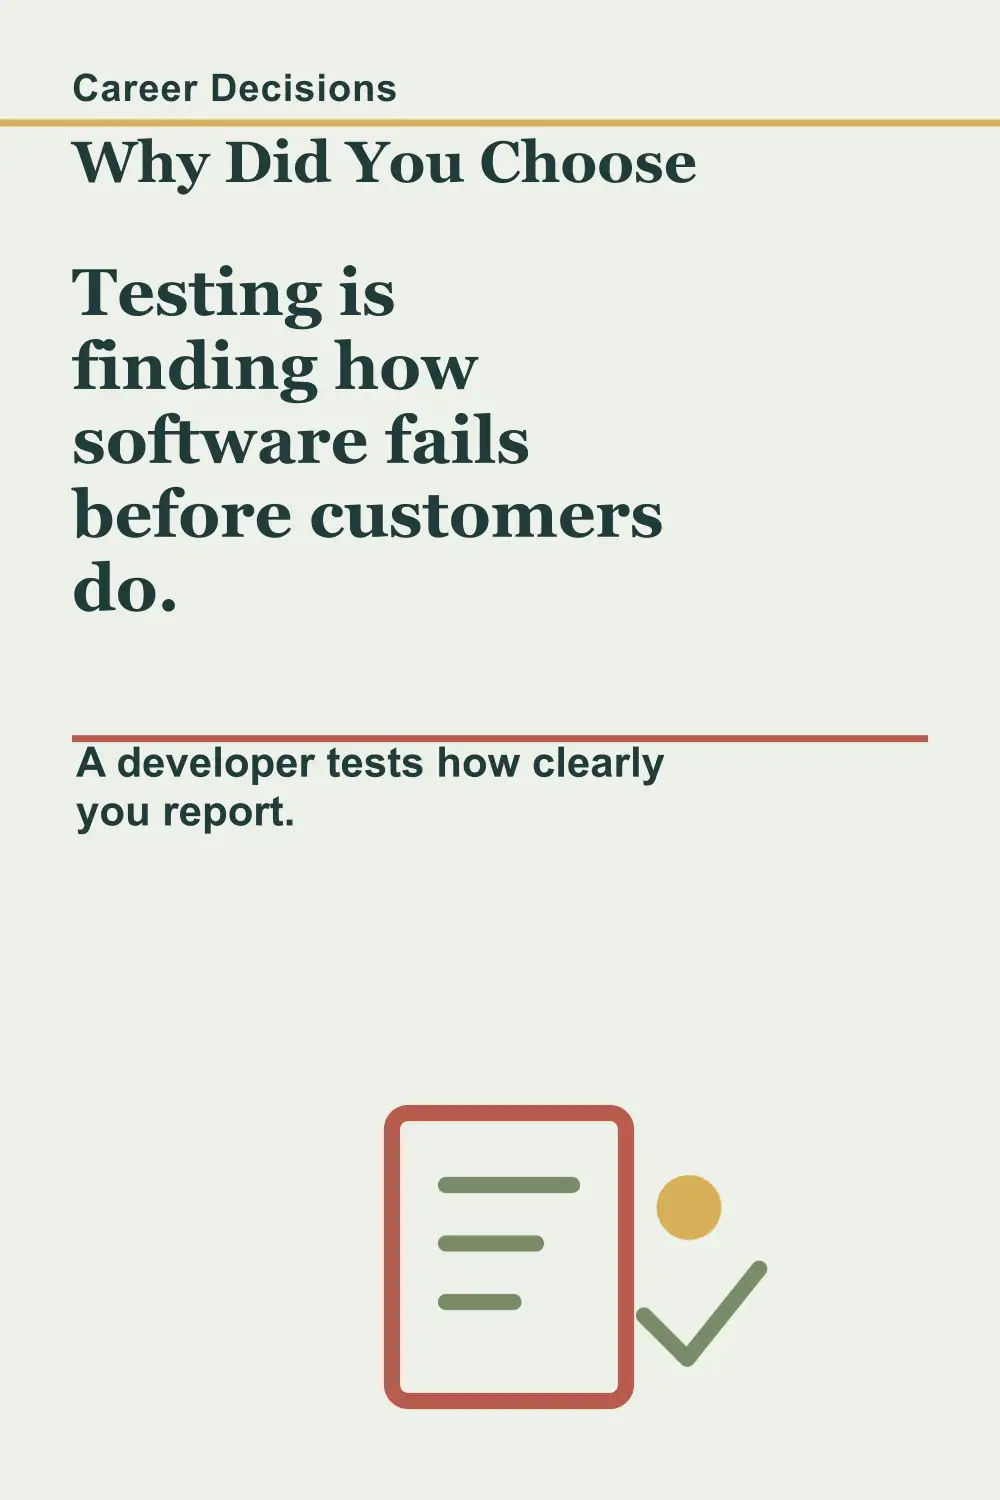 Career Decisions
Why Did You Choose
Testing is
finding how
software fails
before customers
do.
A developer tests how clearly
you report.